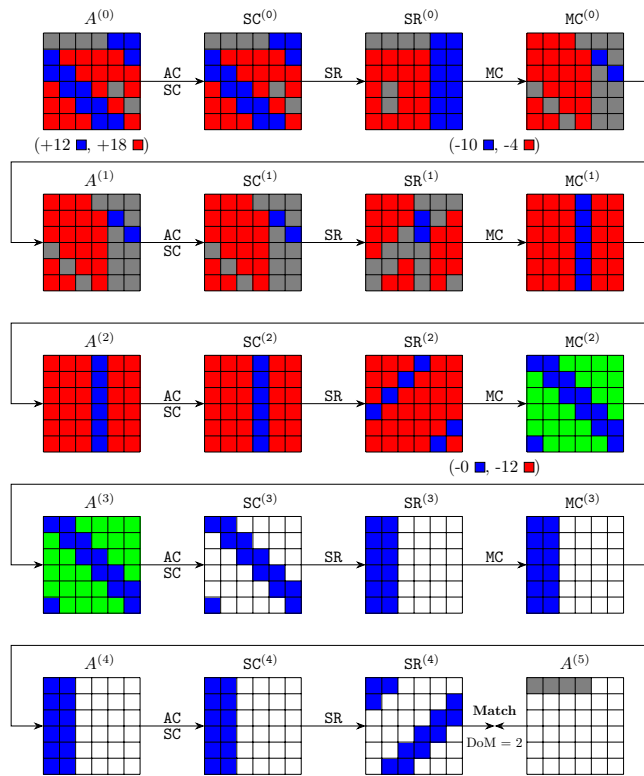 A^(0) SC^(0) SR^(0) MC^(0)
AC SR MC
SC
(+12 , +18 ) (-10 , -4 )
A^(1) SC^(1) SR^(1) MC^(1)
AC SR MC
SC
A^(2) SC^(2) SR^(2) MC^(2)
AC SR MC
SC
(-0 , -12 )
A^(3) SC^(3) SR^(3) MC^(3)
AC SR MC
SC
A^(4) SC^(4) SR^(4) A^(5)
AC SR Match
SC DoM = 2